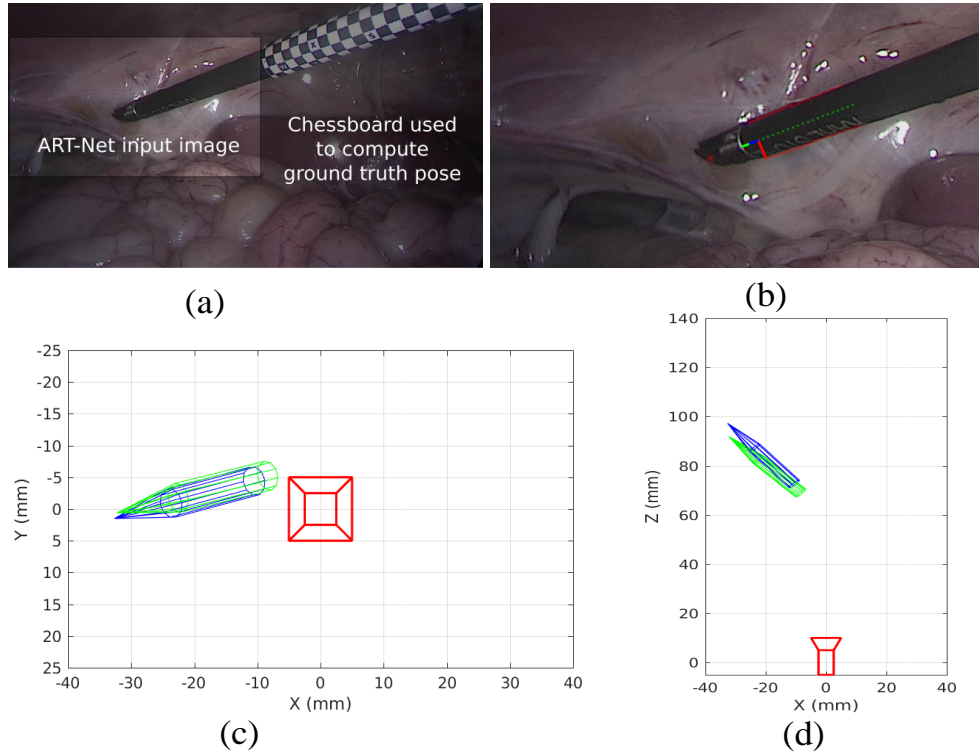 ART-Net input image
Chessboard used
to compute
ground truth pose
(a)
(b)
-25
-20
-15
-10
-5
0
5
10
15
20
25
Y (mm)
-40 -30 -20 -10 0 10 20 30 40
X (mm)
(c)
140
120
100
80
60
40
20
0
Z (mm)
-40 -20 0 20 40
X (mm)
(d)